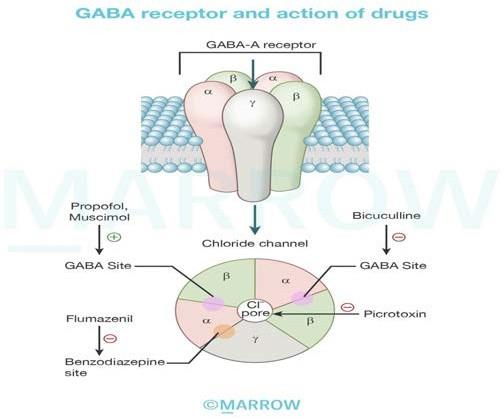 GABA receptor and action of drugs
GABA-A receptor
β
α
α
β
γ
MARROW
Propofol,
Muscimol
Bicuculline
⊕
⊖
Chloride channel
GABA Site
GABA Site
β
α
Cl⁻
pore
⊖
Flumazenil
Picrotoxin
α
β
⊖
γ
Benzodiazepine
site
©MARROW